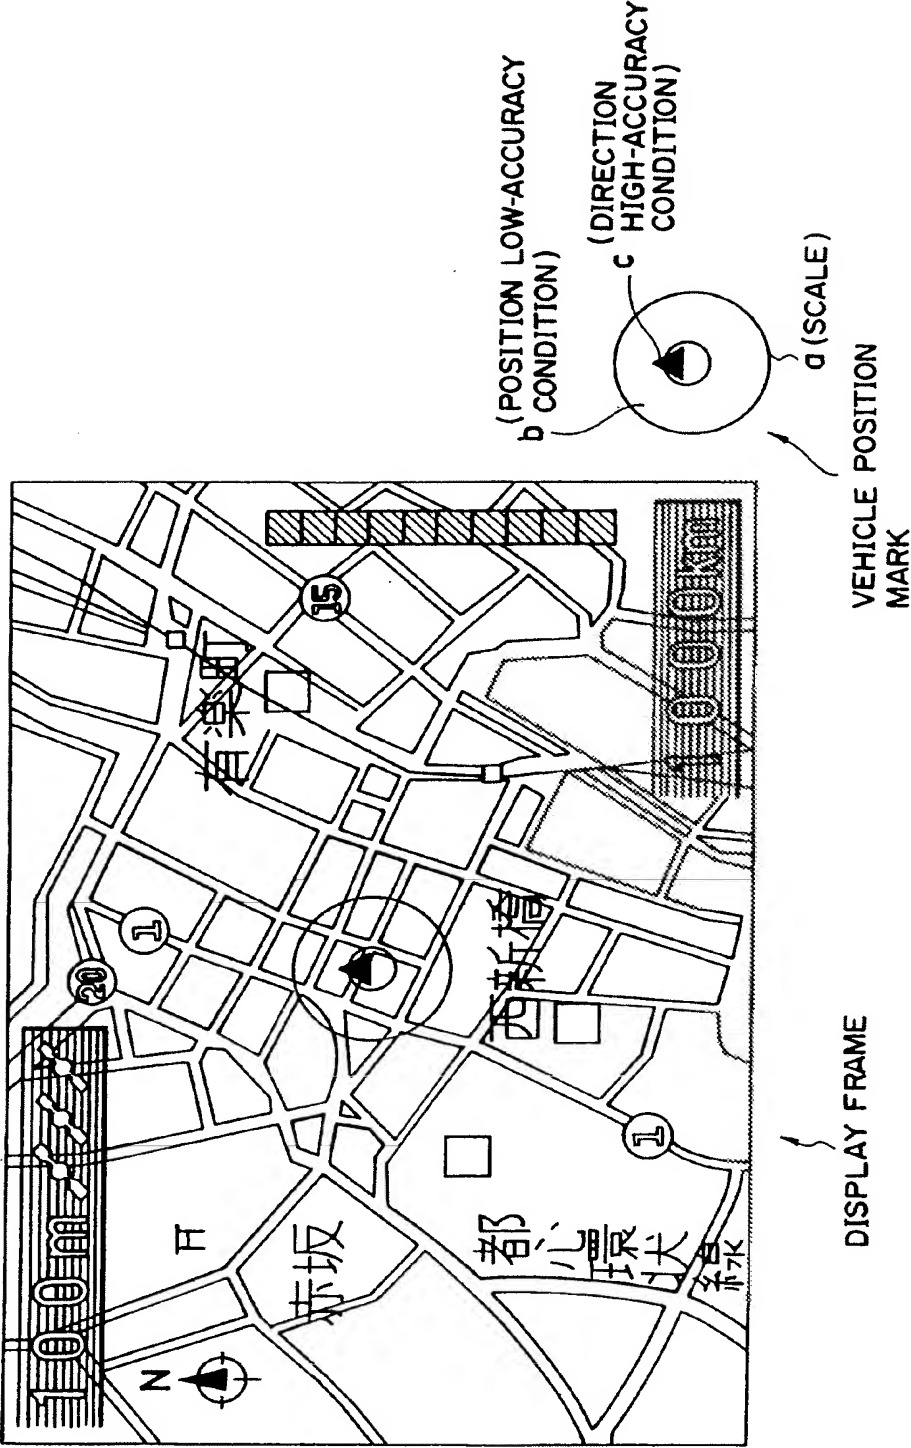 100m
N
20
1
有楽町
15
赤坂
西新橋
都心環状線
1
b (POSITION LOW-ACCURACY
CONDITION)
c (DIRECTION
HIGH-ACCURACY
CONDITION)
a (SCALE)
VEHICLE POSITION
MARK
DISPLAY FRAME